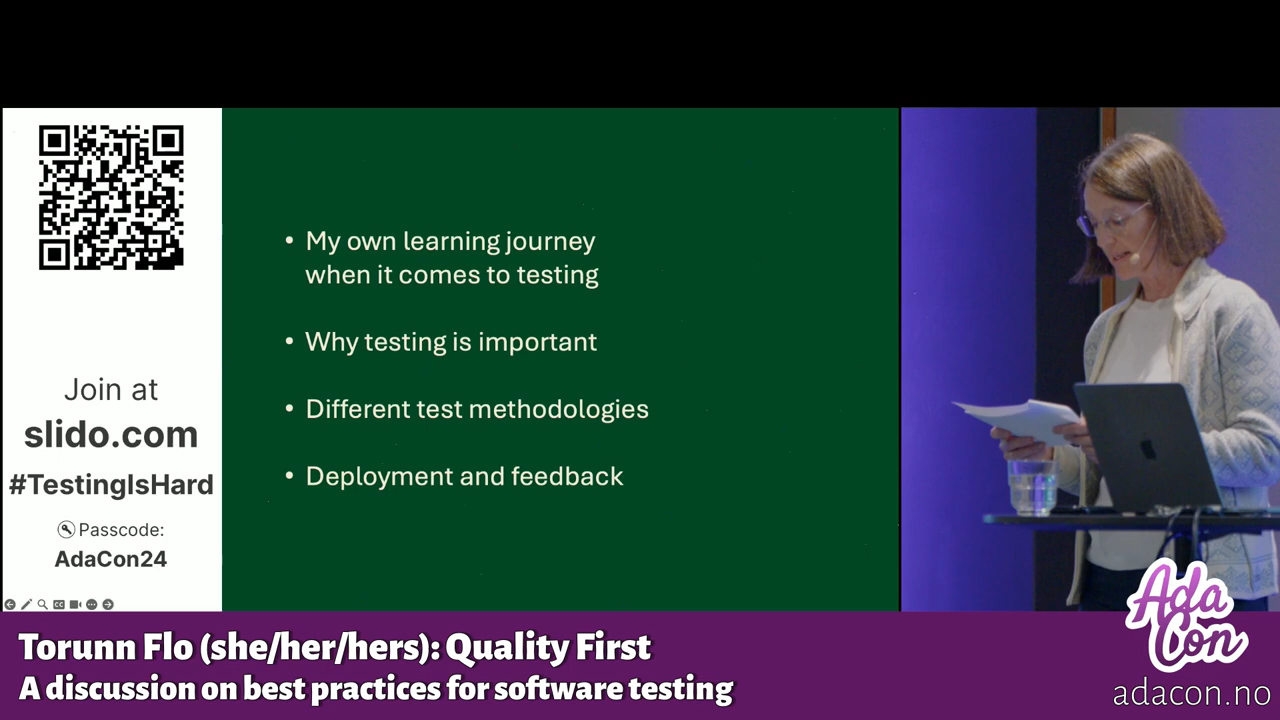 Join at
slido.com
#TestingIsHard
Passcode:
AdaCon24
• My own learning journey
when it comes to testing
• Why testing is important
• Different test methodologies
• Deployment and feedback
Torunn Flo (she/her/hers): Quality First
A discussion on best practices for software testing
Ada
Con
adacon.no